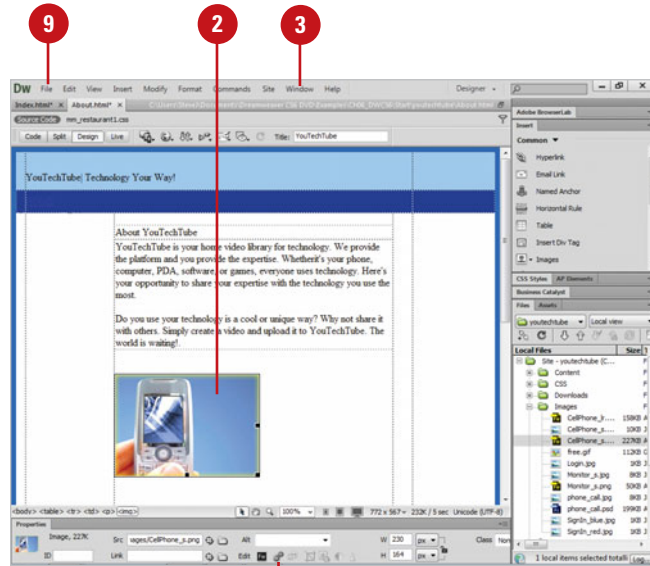 9
2
3
DW File Edit View Insert Modify Format Commands Site Window Help Designer
Index.html* × About.html* ×
Source Code mm_restaurant1.css
Code Split Design Live Title: YouTechTube
YouTechTube| Technology Your Way!
About YouTechTube
YouTechTube is your home video library for technology. We provide
the platform and you provide the expertise. Whetherit's your phone,
computer, PDA, software, or games, everyone uses technology. Here's
your opportunity to share your expertise with the technology you use the
most.
Do you use your technology is a cool or unique way? Why not share it
with others. Simply create a video and upload it to YouTechTube. The
world is waiting!
<body> <table> <tr> <td> <p> <img> 100% 772 x 567 232K / 5 sec Unicode (UTF-8)
Properties
Image, 227K Src ages/CellPhone_s.png Alt W 230 px Class Non
ID Link Edit H 164 px
Adobe BrowserLab
Insert
Common
Hyperlink
Email Link
Named Anchor
Horizontal Rule
Table
Insert Div Tag
Images
CSS Styles AP Elements
Business Catalyst
Files Assets
youtechtube Local view
Local Files Size
Site - youtechtube (C...
Content
CSS
Downloads
Images
CellPhone_lr.... 158KB
CellPhone_s.... 10KB
CellPhone_s.... 227KB
free.gif 112KB
Login.jpg 1KB
Monitor_s.jpg 8KB
Monitor_s.png 50KB
phone_call.jpg 8KB
phone_call.psd 199KB
SignIn_blue.jpg 1KB
SignIn_red.jpg 1KB
1 local items selected totalli Log...